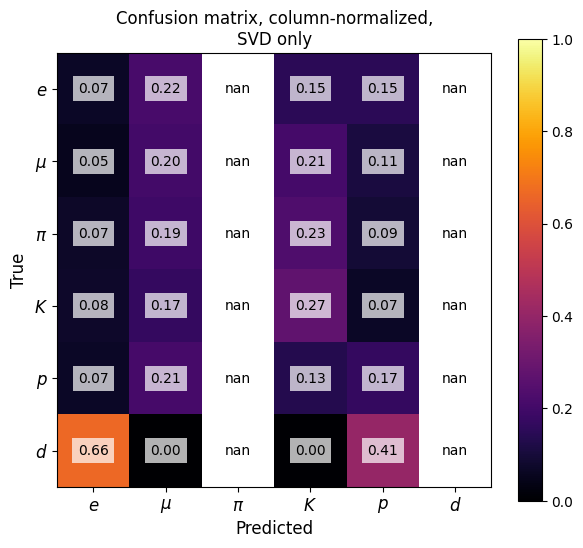 Confusion matrix, column-normalized,
SVD only
e 0.07 0.22 nan 0.15 0.15 nan
μ 0.05 0.20 nan 0.21 0.11 nan
π 0.07 0.19 nan 0.23 0.09 nan
K 0.08 0.17 nan 0.27 0.07 nan
p 0.07 0.21 nan 0.13 0.17 nan
d 0.66 0.00 nan 0.00 0.41 nan
e μ π K p d
Predicted
True
1.0
0.8
0.6
0.4
0.2
0.0